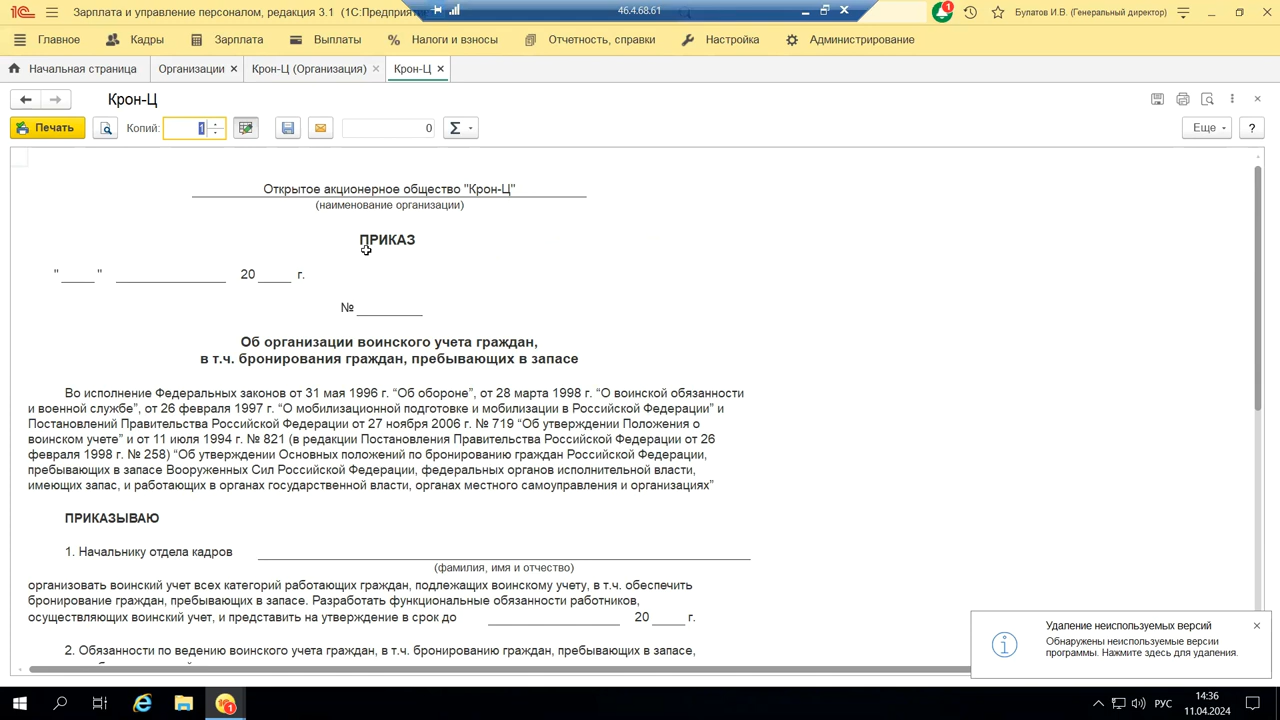 Зарплата и управление персоналом, редакция 3.1 (1С:Предприятие
46.4.68.61
1
Булатов И.В. (Генеральный директор)
Главное
Кадры
Зарплата
Выплаты
Налоги и взносы
Отчетность, справки
Настройка
Администрирование
Начальная страница
Организации
Крон-Ц (Организация)
Крон-Ц
Крон-Ц
Печать
Копий:
1
0
Σ
Еще
?
Открытое акционерное общество "Крон-Ц"
(наименование организации)
ПРИКАЗ
" _____ " _________________ 20 _____ г.
№ __________
Об организации воинского учета граждан,
в т.ч. бронирования граждан, пребывающих в запасе
Во исполнение Федеральных законов от 31 мая 1996 г. “Об обороне”, от 28 марта 1998 г. “О воинской обязанности
и военной службе”, от 26 февраля 1997 г. “О мобилизационной подготовке и мобилизации в Российской Федерации” и
Постановлений Правительства Российской Федерации от 27 ноября 2006 г. № 719 “Об утверждении Положения о
воинском учете” и от 11 июля 1994 г. № 821 (в редакции Постановления Правительства Российской Федерации от 26
февраля 1998 г. № 258) “Об утверждении Основных положений по бронированию граждан Российской Федерации,
пребывающих в запасе Вооруженных Сил Российской Федерации, федеральных органов исполнительной власти,
имеющих запас, и работающих в органах государственной власти, органах местного самоуправления и организациях”
ПРИКАЗЫВАЮ
1. Начальнику отдела кадров
(фамилия, имя и отчество)
организовать воинский учет всех категорий работающих граждан, подлежащих воинскому учету, в т.ч. обеспечить
бронирование граждан, пребывающих в запасе. Разработать функциональные обязанности работников,
осуществляющих воинский учет, и представить на утверждение в срок до ____________________ 20 _____ г.
2. Обязанности по ведению воинского учета граждан, в т.ч. бронированию граждан, пребывающих в запасе,
Удаление неиспользуемых версий
Обнаружены неиспользуемые версии
программы. Нажмите здесь для удаления.
РУС
14:36
11.04.2024